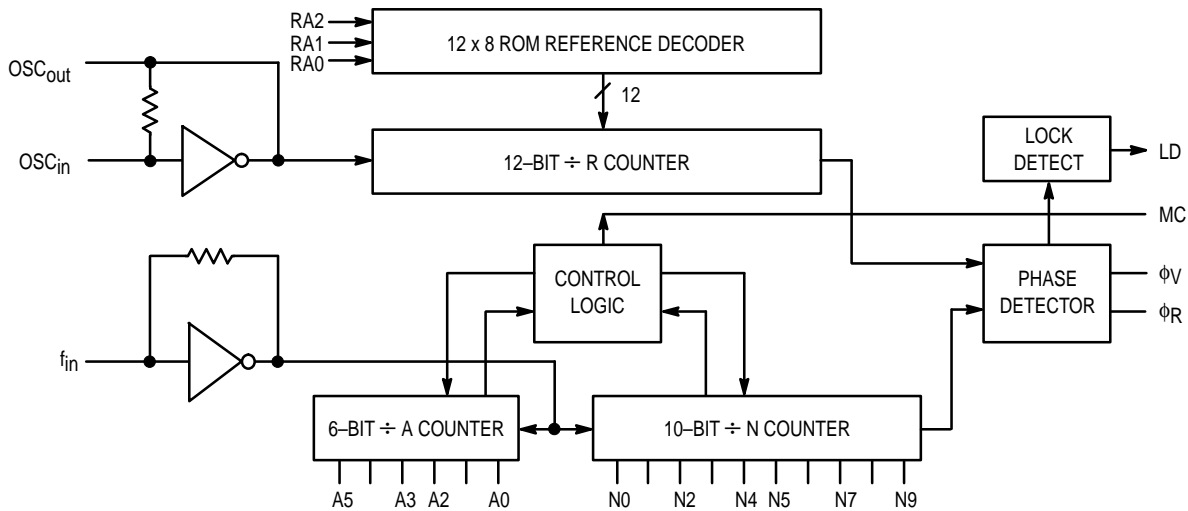 RA2
RA1
RA0
12 x 8 ROM REFERENCE DECODER
OSCout
12
OSCin
12–BIT ÷ R COUNTER
LOCK
DETECT
LD
MC
CONTROL
LOGIC
PHASE
DETECTOR
ϕV
ϕR
fin
6–BIT ÷ A COUNTER
10–BIT ÷ N COUNTER
A5 A3 A2 A0 N0 N2 N4 N5 N7 N9